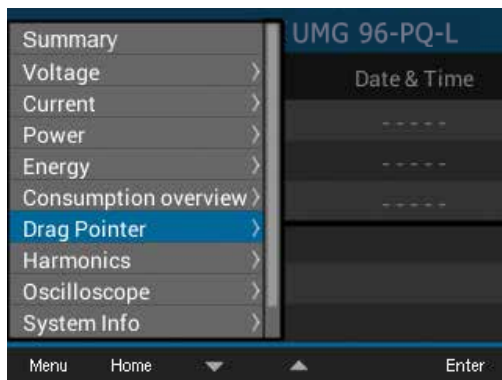 UMG 96-PQ-L
Date & Time
- - - - -
- - - - -
- - - - -
Summary
Voltage
Current
Power
Energy
Consumption overview
Drag Pointer
Harmonics
Oscilloscope
System Info
Menu Home Enter